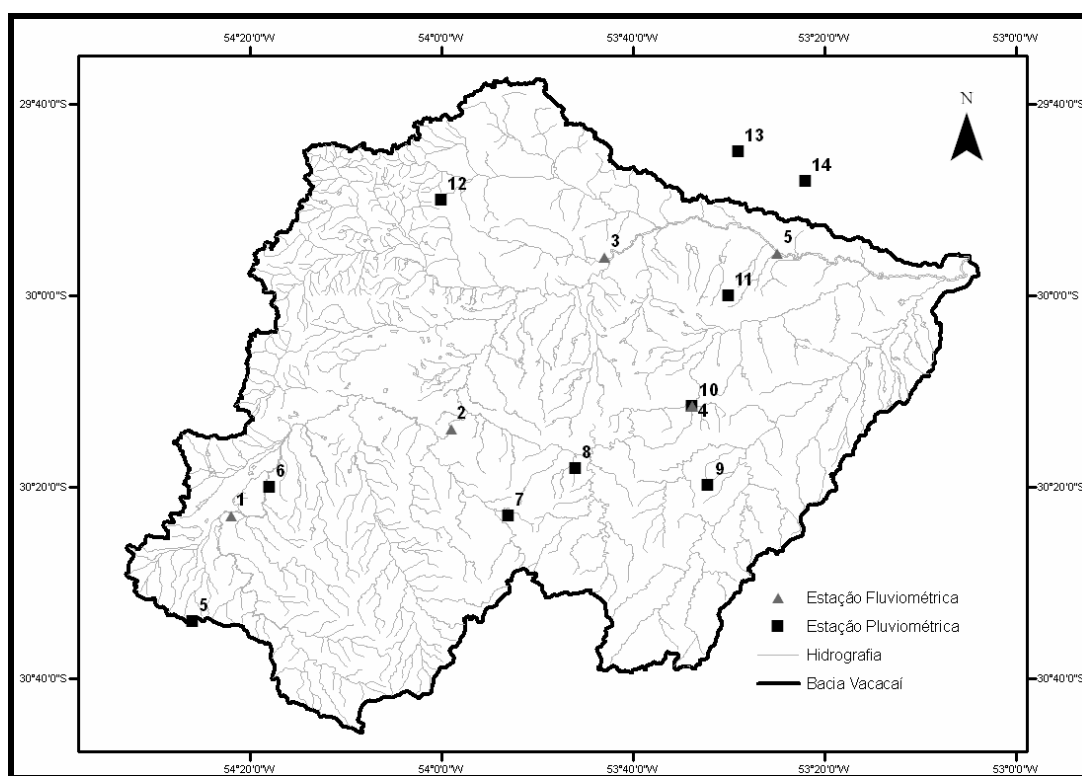 54°20'0"W 54°0'0"W 53°40'0"W 53°20'0"W 53°0'0"W
29°40'0"S 29°40'0"S
N
13
14
12
3 5
11
30°0'0"S 30°0'0"S
10
4
2
8
9
6
30°20'0"S 30°20'0"S
1
7
Estação Fluviométrica
5
Estação Pluviométrica
Hidrografia
30°40'0"S 30°40'0"S
Bacia Vacacaí
54°20'0"W 54°0'0"W 53°40'0"W 53°20'0"W 53°0'0"W